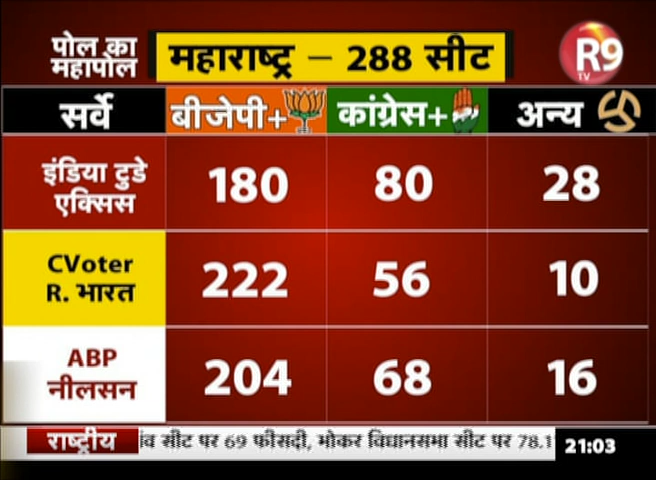 पोल का
महापोल
महाराष्ट्र – 288 सीट
R9
TV
सर्वे बीजेपी+ कांग्रेस+ अन्य
इंडिया टुडे
एक्सिस
180 80 28
CVoter
R. भारत
222 56 10
ABP
नीलसन
204 68 16
राष्ट्रीय सीट पर 69 फीसदी, भोकर विधानसभा सीट पर 78.1 21:03